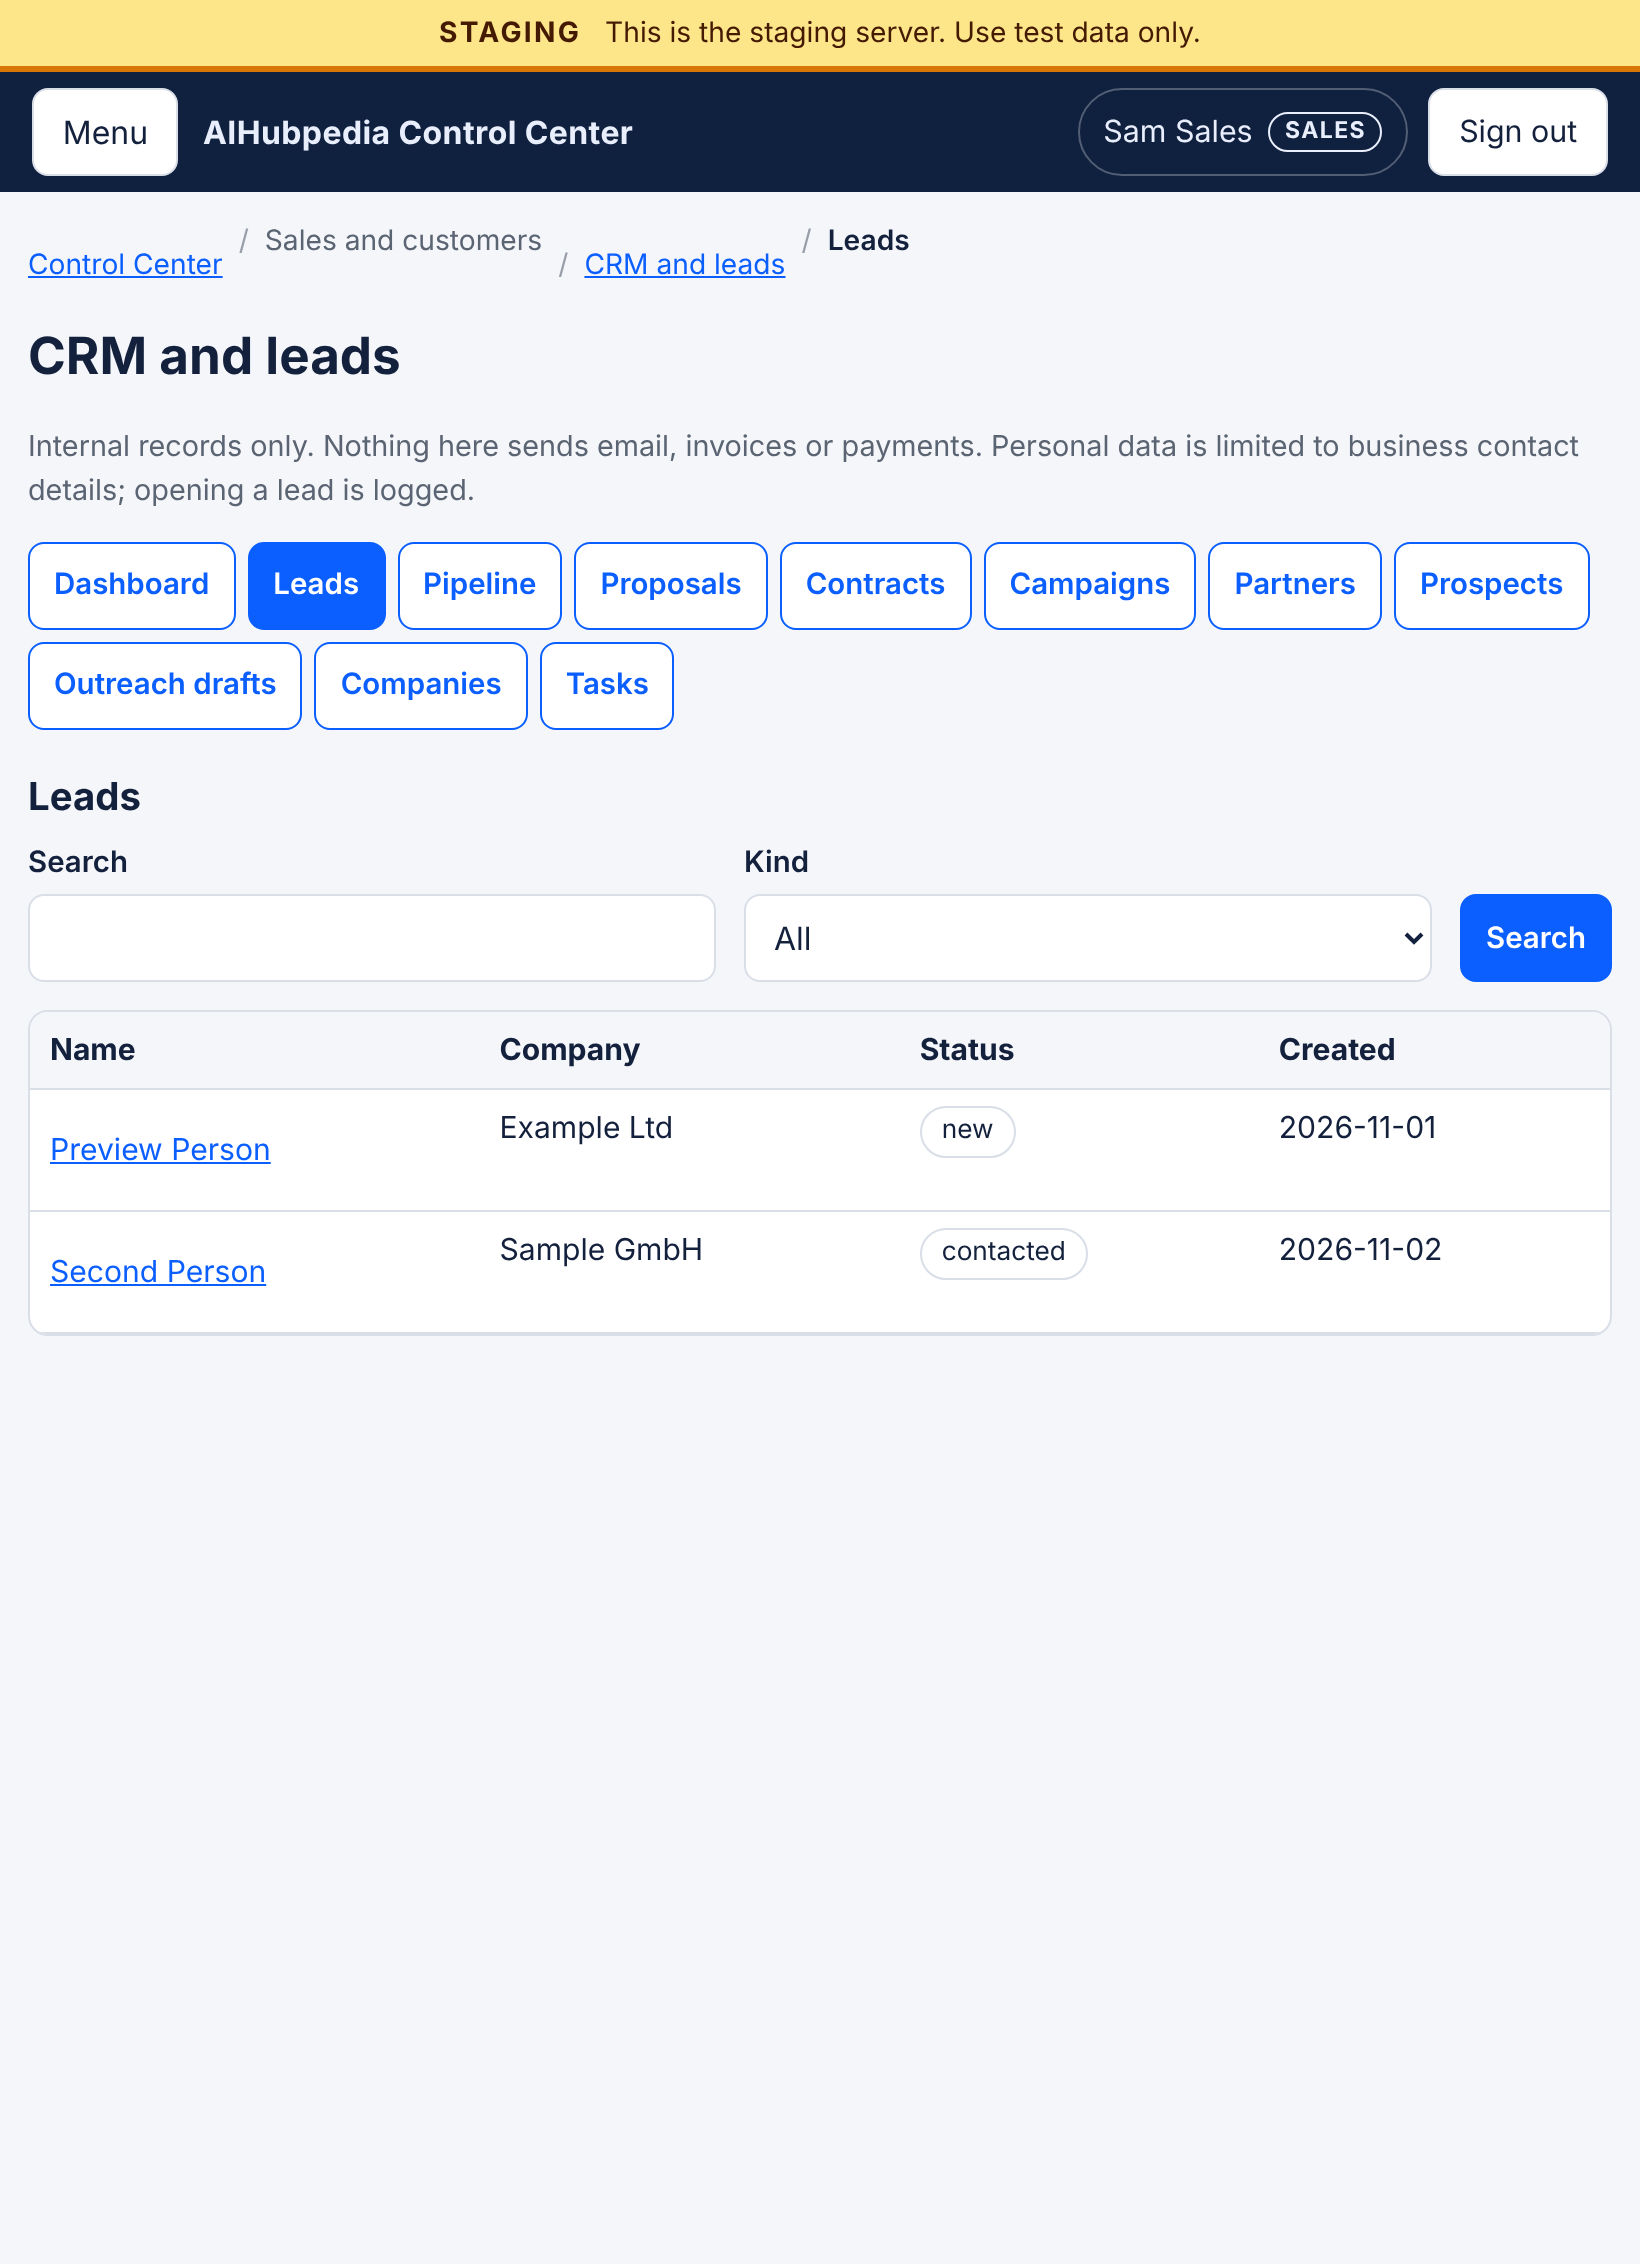 STAGING This is the staging server. Use test data only.
Menu AIHubpedia Control Center Sam Sales SALES Sign out
Control Center / Sales and customers / CRM and leads / Leads
CRM and leads
Internal records only. Nothing here sends email, invoices or payments. Personal data is limited to business contact
details; opening a lead is logged.
Dashboard Leads Pipeline Proposals Contracts Campaigns Partners Prospects
Outreach drafts Companies Tasks
Leads
Search Kind
All Search
Name Company Status Created
Preview Person Example Ltd new 2026-11-01
Second Person Sample GmbH contacted 2026-11-02